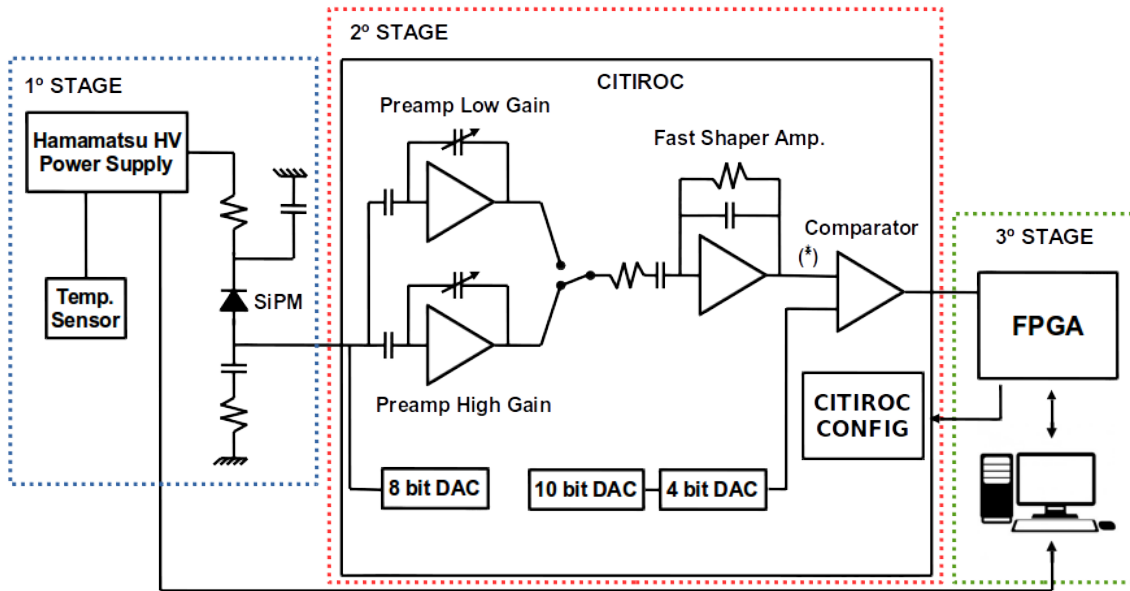 2º STAGE
1º STAGE
CITIROC
Hamamatsu HV
Power Supply
Preamp Low Gain
Fast Shaper Amp.
Comparator
(*)
3º STAGE
Temp.
Sensor
SiPM
FPGA
Preamp High Gain
CITIROC
CONFIG
8 bit DAC
10 bit DAC
4 bit DAC